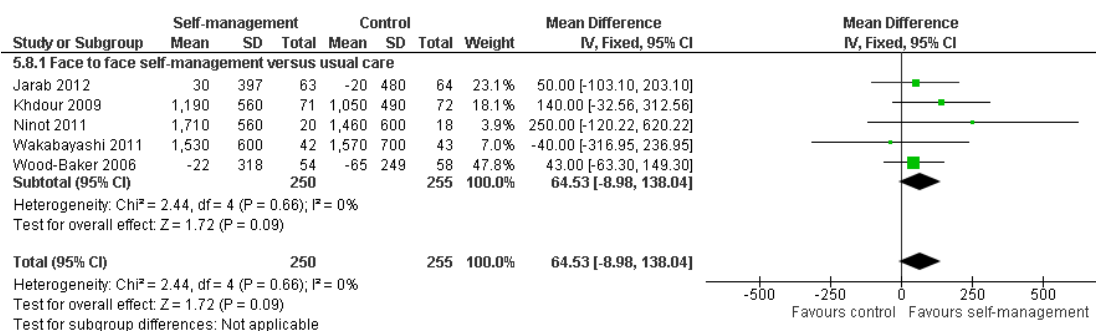 Self-management Control Mean Difference Mean Difference
Study or Subgroup Mean SD Total Mean SD Total Weight IV, Fixed, 95% CI IV, Fixed, 95% CI
5.8.1 Face to face self-management versus usual care
Jarab 2012 30 397 63 -20 480 64 23.1% 50.00 [-103.10, 203.10]
Khdour 2009 1,190 560 71 1,050 490 72 18.1% 140.00 [-32.56, 312.56]
Ninot 2011 1,710 560 20 1,460 600 18 3.9% 250.00 [-120.22, 620.22]
Wakabayashi 2011 1,530 600 42 1,570 700 43 7.0% -40.00 [-316.95, 236.95]
Wood-Baker 2006 -22 318 54 -65 249 58 47.8% 43.00 [-63.30, 149.30]
Subtotal (95% CI) 250 255 100.0% 64.53 [-8.98, 138.04]
Heterogeneity: Chi² = 2.44, df = 4 (P = 0.66); I² = 0%
Test for overall effect: Z = 1.72 (P = 0.09)
Total (95% CI) 250 255 100.0% 64.53 [-8.98, 138.04]
Heterogeneity: Chi² = 2.44, df = 4 (P = 0.66); I² = 0%
Test for overall effect: Z = 1.72 (P = 0.09)
Test for subgroup differences: Not applicable
-500 -250 0 250 500
Favours control Favours self-management